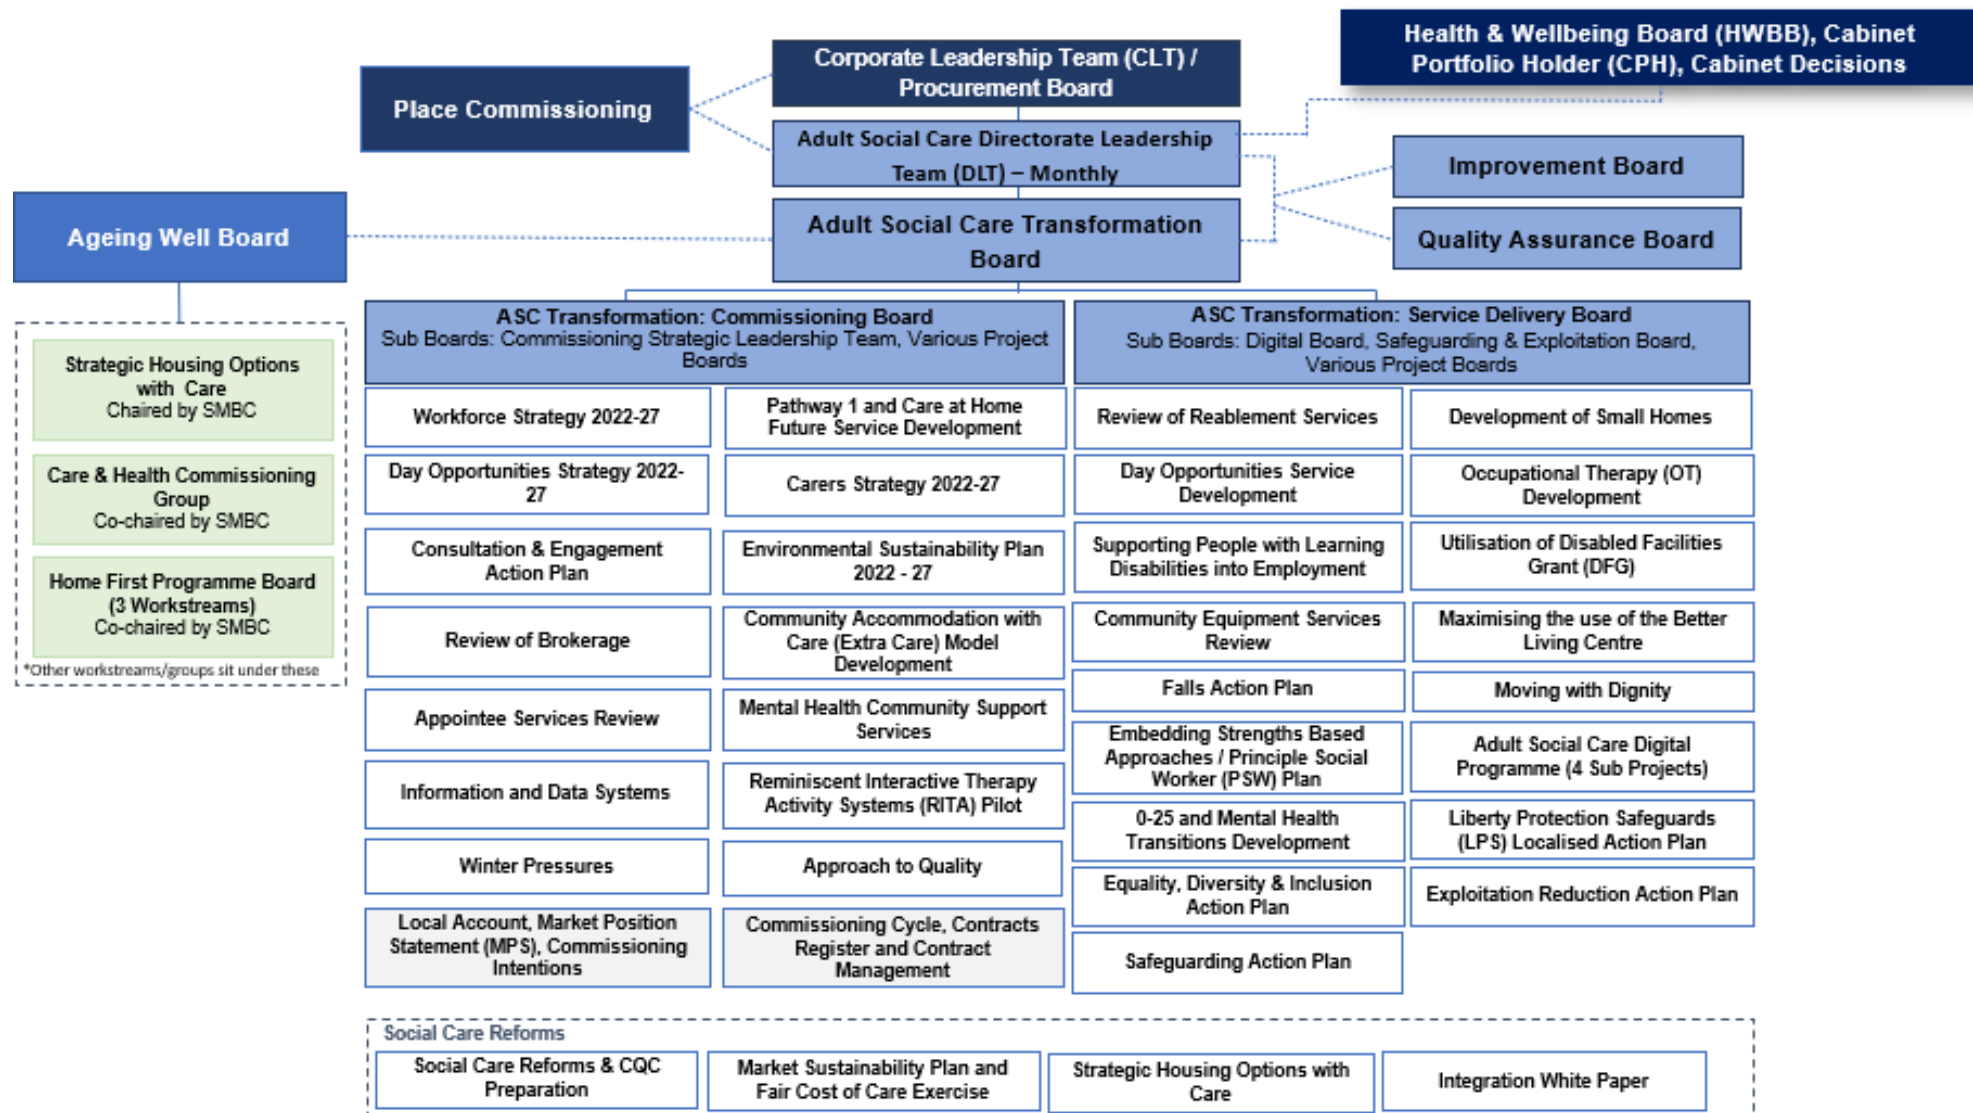 Health & Wellbeing Board (HWBB), Cabinet
Portfolio Holder (CPH), Cabinet Decisions
Corporate Leadership Team (CLT) /
Procurement Board
Place Commissioning
Adult Social Care Directorate Leadership
Team (DLT) – Monthly
Improvement Board
Adult Social Care Transformation
Board
Quality Assurance Board
Ageing Well Board
Strategic Housing Options
with Care
Chaired by SMBC
Care & Health Commissioning
Group
Co-chaired by SMBC
Home First Programme Board
(3 Workstreams)
Co-chaired by SMBC
*Other workstreams/groups sit under these
ASC Transformation: Commissioning Board
Sub Boards: Commissioning Strategic Leadership Team, Various Project
Boards
Workforce Strategy 2022-27
Pathway 1 and Care at Home
Future Service Development
Day Opportunities Strategy 2022-
27
Carers Strategy 2022-27
Consultation & Engagement
Action Plan
Environmental Sustainability Plan
2022 - 27
Review of Brokerage
Community Accommodation with
Care (Extra Care) Model
Development
Appointee Services Review
Mental Health Community Support
Services
Information and Data Systems
Reminiscent Interactive Therapy
Activity Systems (RITA) Pilot
Winter Pressures
Approach to Quality
Local Account, Market Position
Statement (MPS), Commissioning
Intentions
Commissioning Cycle, Contracts
Register and Contract
Management
ASC Transformation: Service Delivery Board
Sub Boards: Digital Board, Safeguarding & Exploitation Board,
Various Project Boards
Review of Reablement Services
Development of Small Homes
Day Opportunities Service
Development
Occupational Therapy (OT)
Development
Supporting People with Learning
Disabilities into Employment
Utilisation of Disabled Facilities
Grant (DFG)
Community Equipment Services
Review
Maximising the use of the Better
Living Centre
Falls Action Plan
Moving with Dignity
Embedding Strengths Based
Approaches / Principle Social
Worker (PSW) Plan
Adult Social Care Digital
Programme (4 Sub Projects)
0-25 and Mental Health
Transitions Development
Liberty Protection Safeguards
(LPS) Localised Action Plan
Equality, Diversity & Inclusion
Action Plan
Exploitation Reduction Action Plan
Safeguarding Action Plan
Social Care Reforms
Social Care Reforms & CQC
Preparation
Market Sustainability Plan and
Fair Cost of Care Exercise
Strategic Housing Options with
Care
Integration White Paper